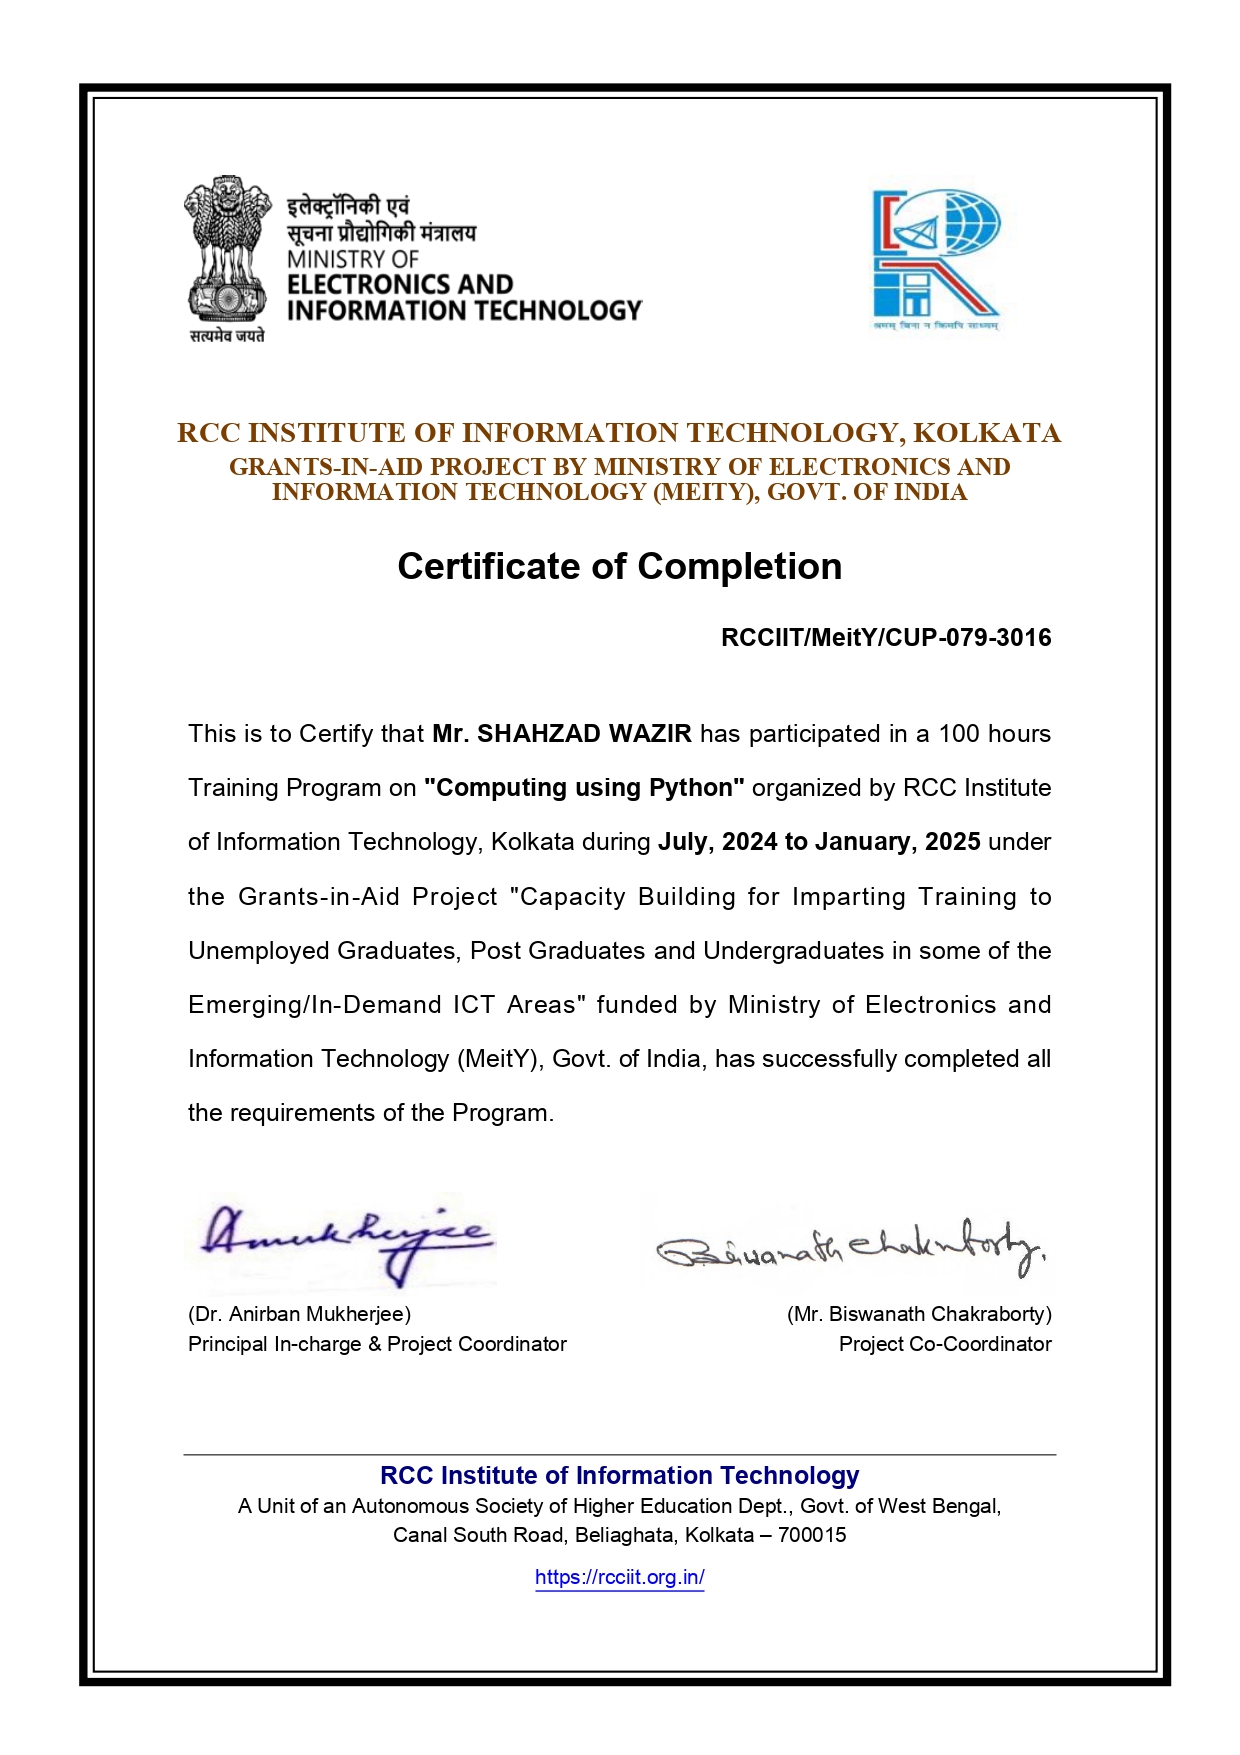 इलेक्ट्रॉनिकी एवं
सूचना प्रौद्योगिकी मंत्रालय
MINISTRY OF
ELECTRONICS AND
INFORMATION TECHNOLOGY
सत्यमेव जयते
श्रमम् बिना न किमपि साध्यम्
RCC INSTITUTE OF INFORMATION TECHNOLOGY, KOLKATA
GRANTS-IN-AID PROJECT BY MINISTRY OF ELECTRONICS AND
INFORMATION TECHNOLOGY (MEITY), GOVT. OF INDIA
Certificate of Completion
RCCIIT/MeitY/CUP-079-3016
This is to Certify that Mr. SHAHZAD WAZIR has participated in a 100 hours
Training Program on "Computing using Python" organized by RCC Institute
of Information Technology, Kolkata during July, 2024 to January, 2025 under
the Grants-in-Aid Project "Capacity Building for Imparting Training to
Unemployed Graduates, Post Graduates and Undergraduates in some of the
Emerging/In-Demand ICT Areas" funded by Ministry of Electronics and
Information Technology (MeitY), Govt. of India, has successfully completed all
the requirements of the Program.
AMukherjee
Biswanath Chakraborty.
(Dr. Anirban Mukherjee)
(Mr. Biswanath Chakraborty)
Principal In-charge & Project Coordinator
Project Co-Coordinator
RCC Institute of Information Technology
A Unit of an Autonomous Society of Higher Education Dept., Govt. of West Bengal,
Canal South Road, Beliaghata, Kolkata – 700015
https://rcciit.org.in/